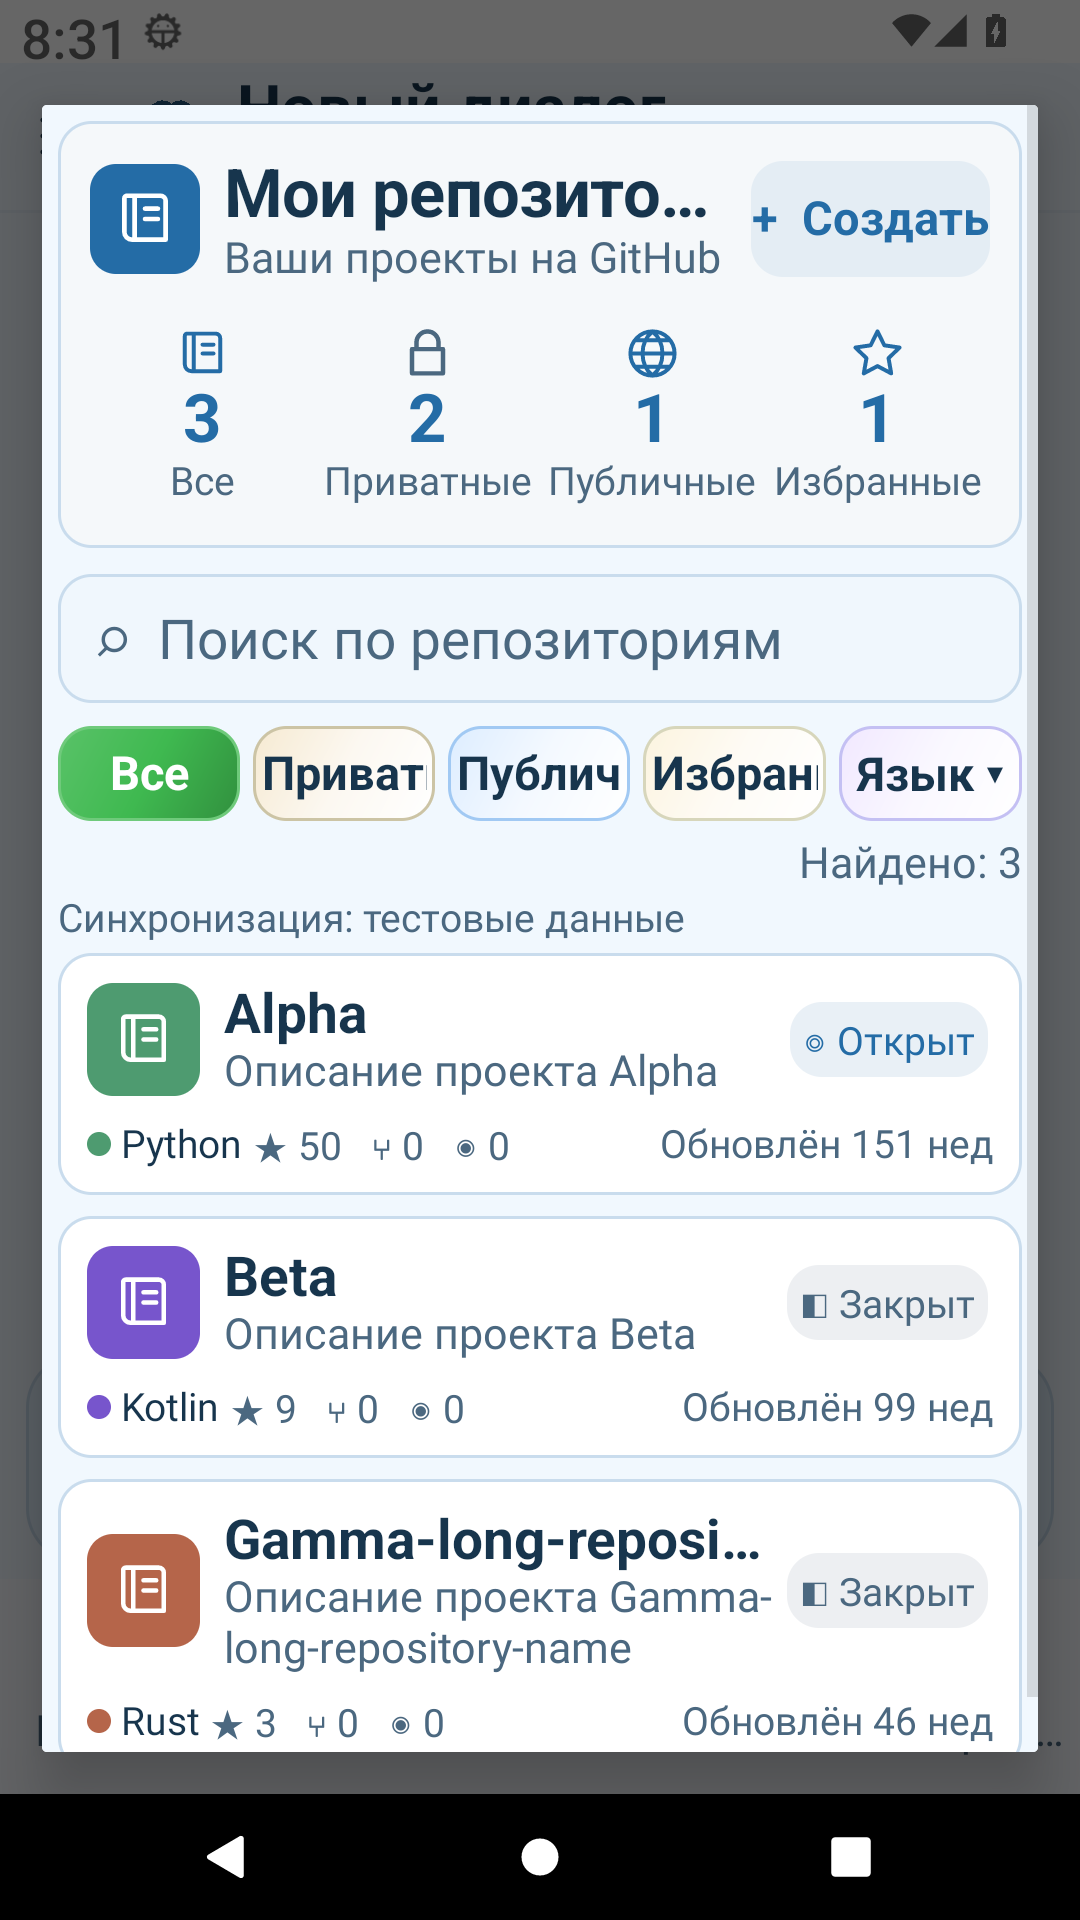 8:31
Новый диалог
Мои репозито...
Ваши проекты на GitHub
+ Создать
3
2
1
1
Все
Приватные
Публичные
Избранные
Поиск по репозиториям
Все
Приват
Публич
Избран
Язык ▾
Найдено: 3
Синхронизация: тестовые данные
Alpha
Описание проекта Alpha
Открыт
Python ★ 50 0 0
Обновлён 151 нед
Beta
Описание проекта Beta
Закрыт
Kotlin ★ 9 0 0
Обновлён 99 нед
Gamma-long-reposi...
Описание проекта Gamma-
long-repository-name
Закрыт
Rust ★ 3 0 0
Обновлён 46 нед